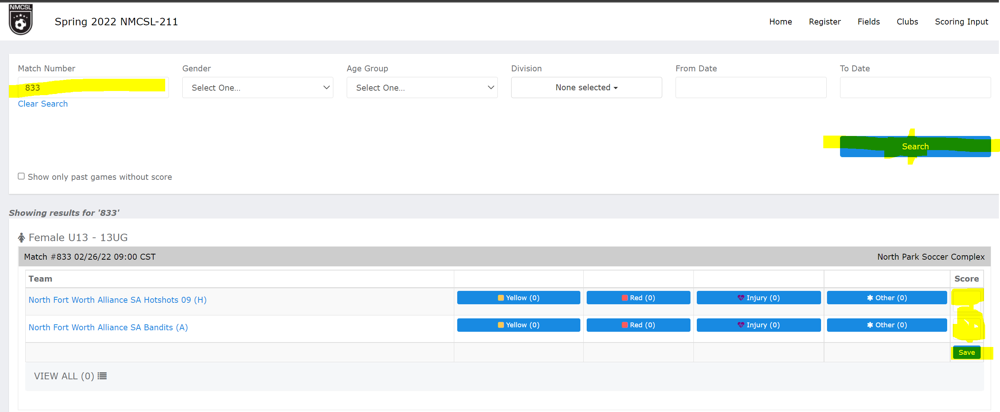 NMCSL
Spring 2022 NMCSL-211
Home Register Fields Clubs Scoring Input
Match Number Gender Age Group Division From Date To Date
833 Select One... Select One... None selected
Clear Search
Search
Show only past games without score
Showing results for '833'
Female U13 - 13UG
Match #833 02/26/22 09:00 CST North Park Soccer Complex
Team Score
North Fort Worth Alliance SA Hotshots 09 (H) Yellow (0) Red (0) Injury (0) Other (0)
North Fort Worth Alliance SA Bandits (A) Yellow (0) Red (0) Injury (0) Other (0)
Save
VIEW ALL (0)